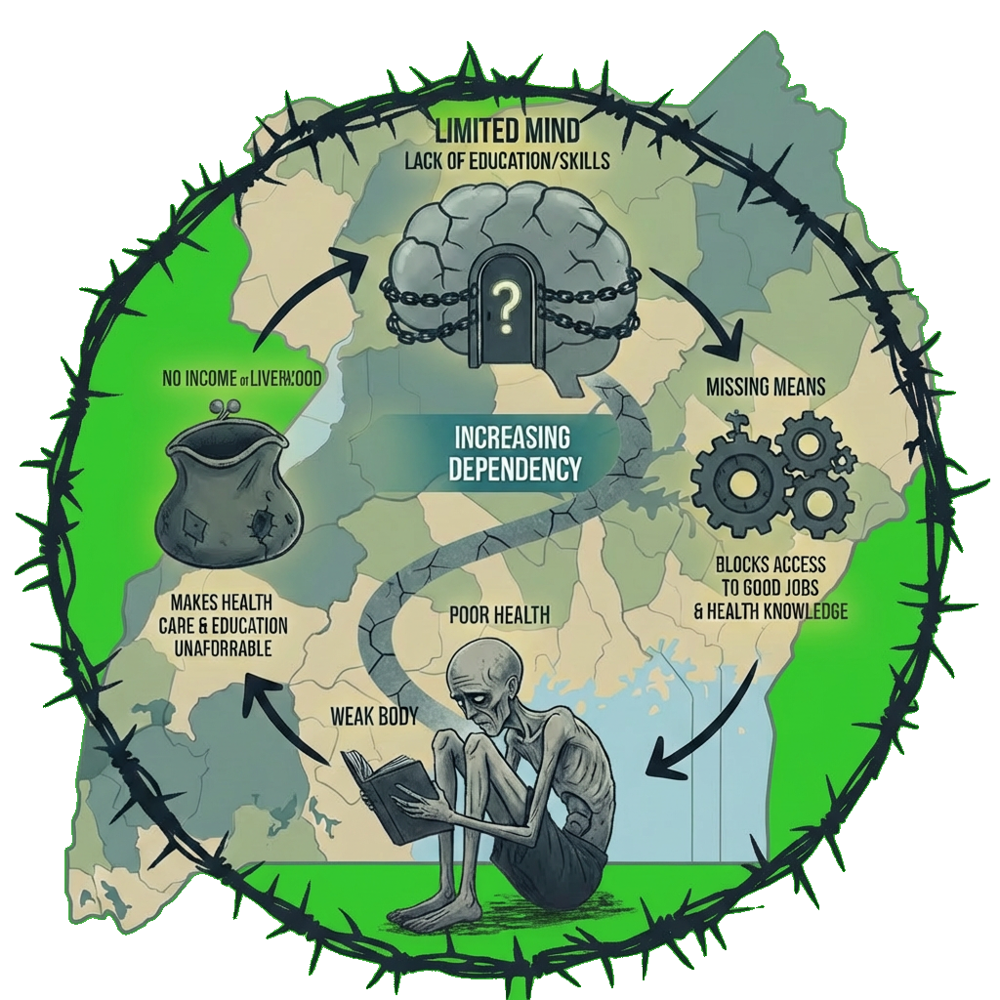 LIMITED MIND
LACK OF EDUCATION/SKILLS
?
NO INCOME or
MISSING MEANS
INCREASING
DEPENDENCY
BLOCKS ACCESS
TO GOOD JOBS
& HEALTH KNOWLEDGE
MAKES HEALTH
CARE & EDUCATION
UNAFORRABLE
POOR HEALTH
WEAK BODY